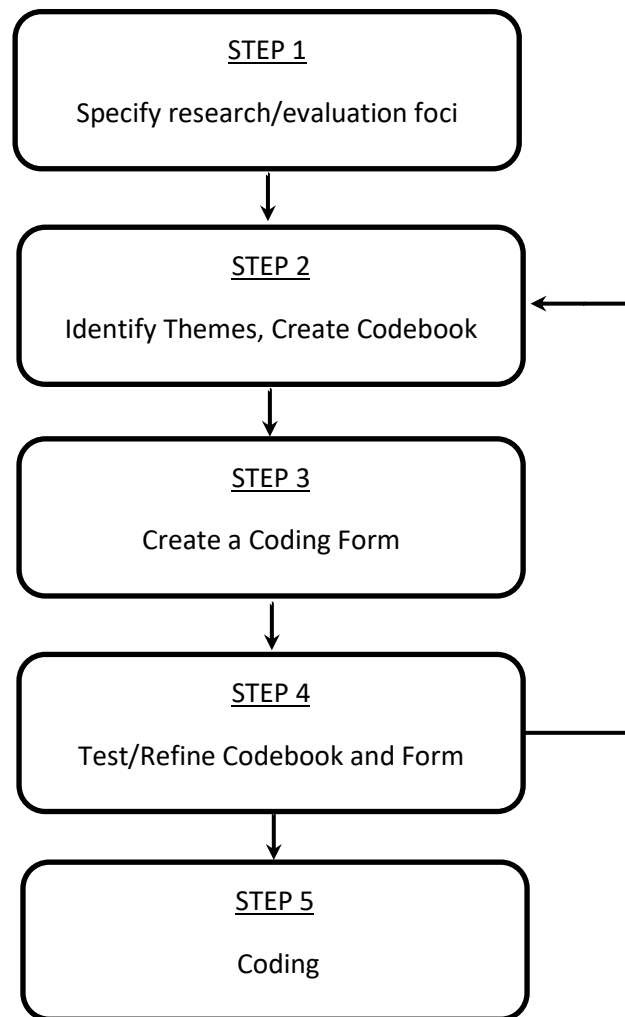 STEP 1
Specify research/evaluation foci
STEP 2
Identify Themes, Create Codebook
STEP 3
Create a Coding Form
STEP 4
Test/Refine Codebook and Form
STEP 5
Coding